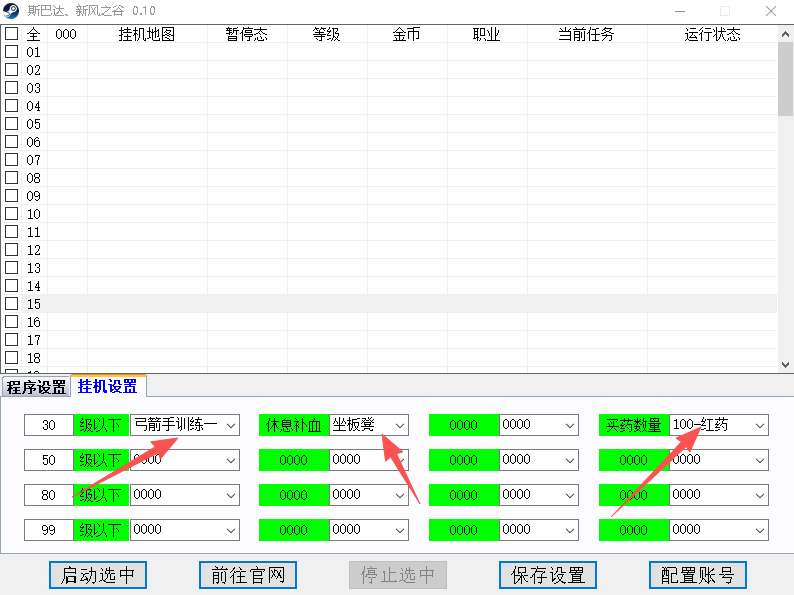 斯巴达、新风之谷 0.10
全 000 挂机地图 暂停态 等级 金币 职业 当前任务 运行状态
01
02
03
04
05
06
07
08
09
10
11
12
13
14
15
16
17
18
程序设置 挂机设置
30 级以下 弓箭手训练一 休息补血 坐板凳 0000 0000 买药数量 100-红药
50 级以下 0000 0000 0000 0000 0000 0000 0000
80 级以下 0000 0000 0000 0000 0000 0000 0000
99 级以下 0000 0000 0000 0000 0000 0000 0000
启动选中 前往官网 停止选中 保存设置 配置账号